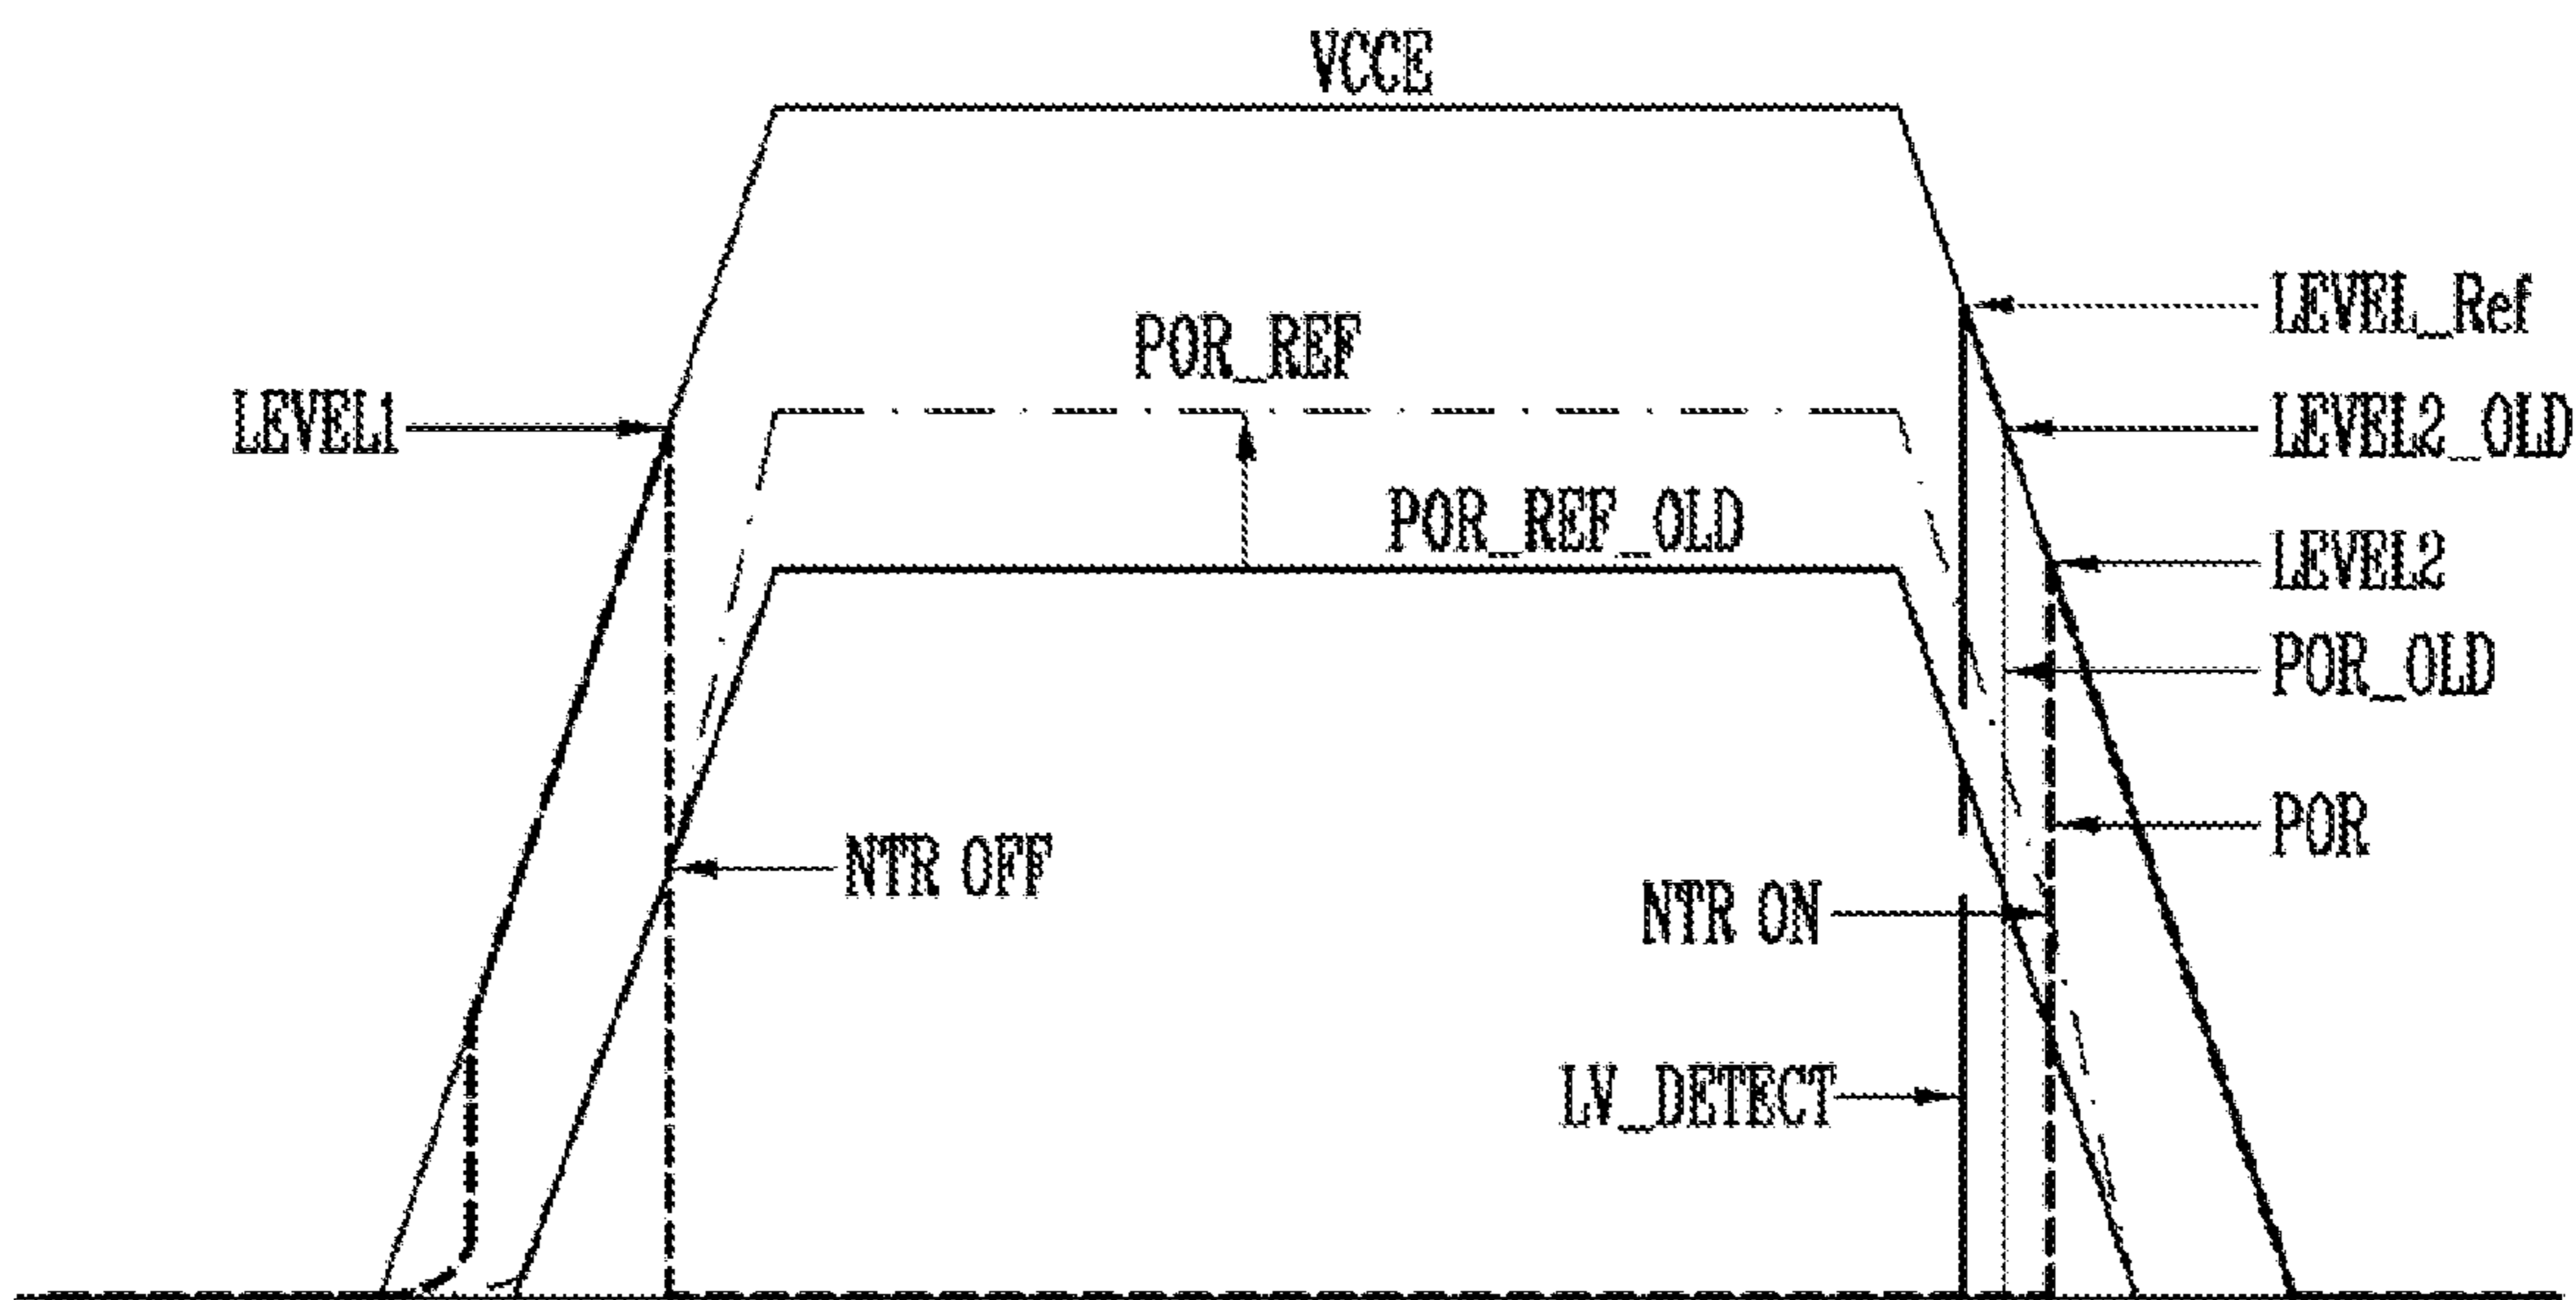 VCCE
LEVEL_Ref
POR_REF
LEVEL1
LEVEL2_OLD
POR_REF_OLD
LEVEL2
POR_OLD
POR
NTR OFF
NTR ON
LV_DETECT